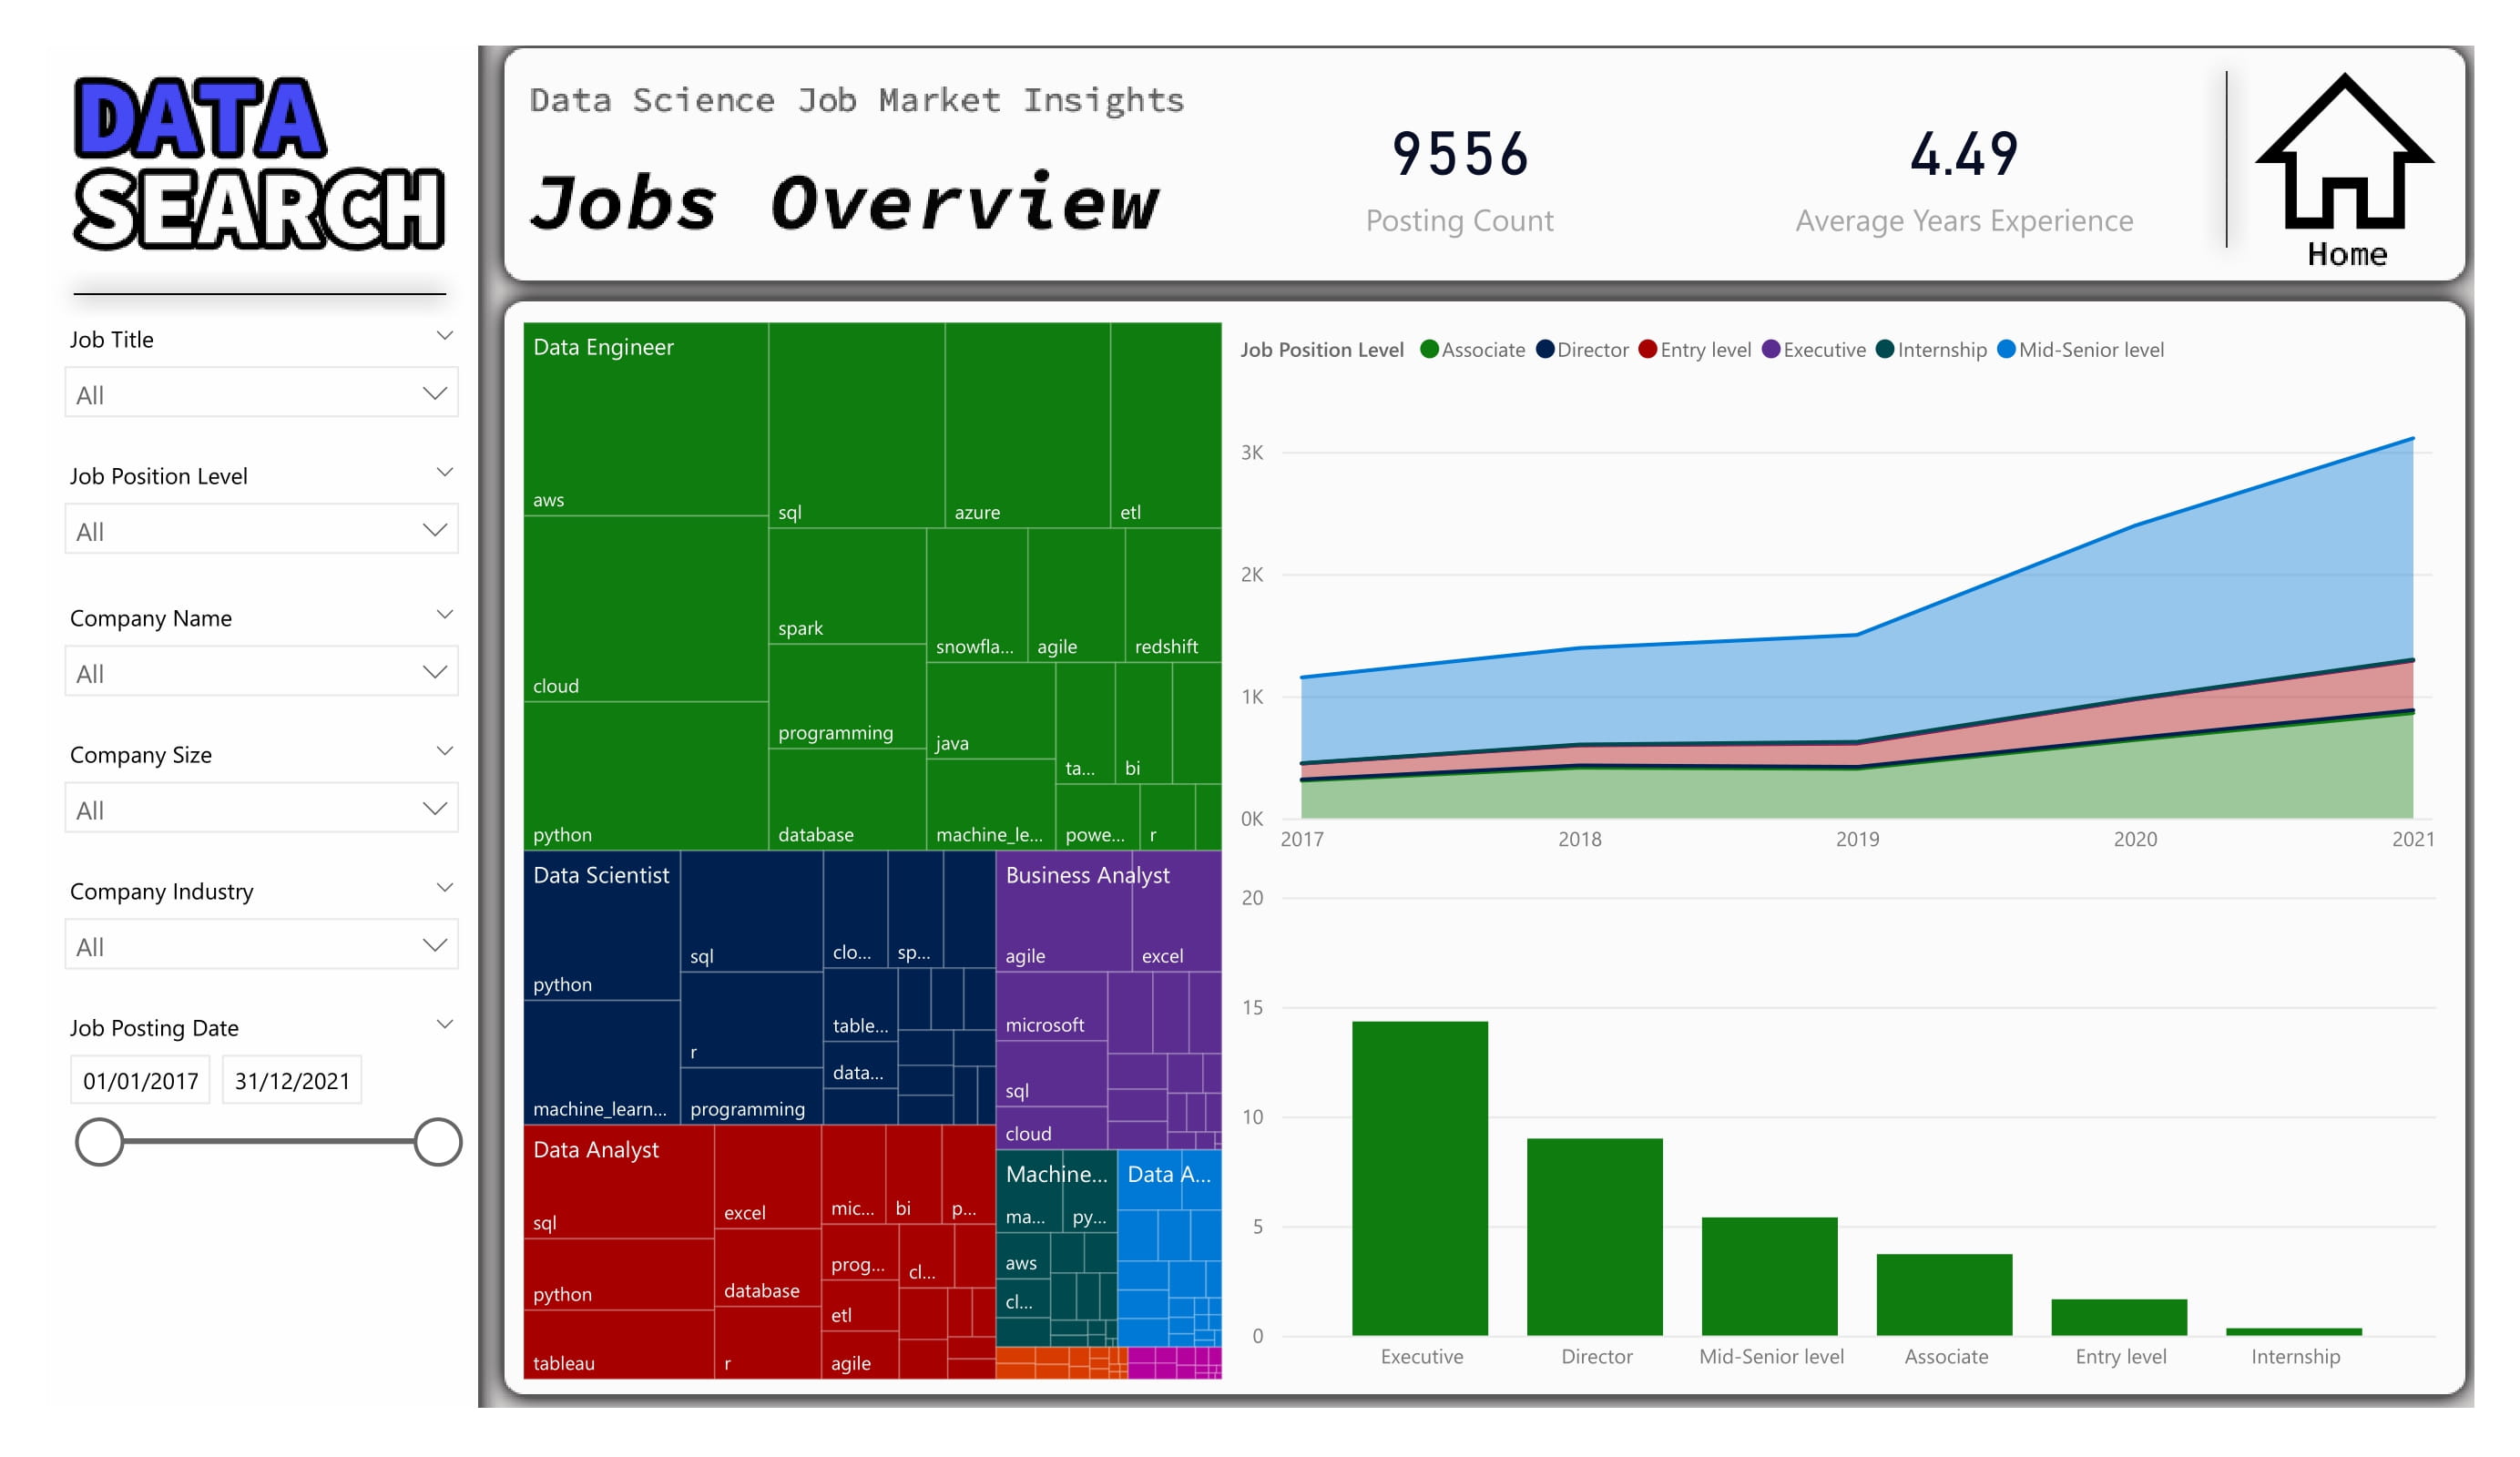 DATA
SEARCH
Job Title
All
Job Position Level
All
Company Name
All
Company Size
All
Company Industry
All
Job Posting Date
01/01/2017 31/12/2021
Data Science Job Market Insights
Jobs Overview
9556
Posting Count
4.49
Average Years Experience
Home
Data Engineer
aws
sql
azure
etl
cloud
spark
snowfla...
agile
redshift
python
programming
java
ta...
bi
database
machine_le...
powe...
r
Data Scientist
python
sql
clo...
sp...
machine_learn...
r
programming
table...
data...
Business Analyst
agile
excel
microsoft
sql
cloud
Data Analyst
sql
excel
mic...
bi
p...
python
database
prog...
cl...
etl
tableau
r
agile
Machine...
ma...
py...
aws
cl...
Data A...
Job Position Level Associate Director Entry level Executive Internship Mid-Senior level
3K
2K
1K
0K
2017 2018 2019 2020 2021
20
15
10
5
0
Executive Director Mid-Senior level Associate Entry level Internship